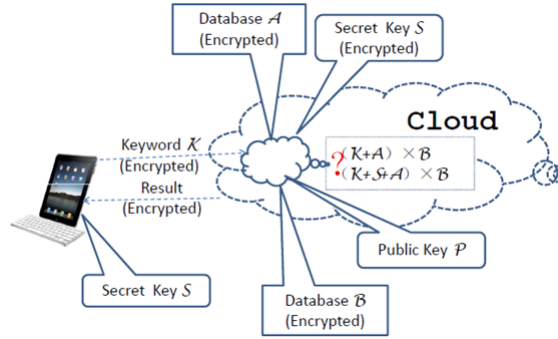 Database A
(Encrypted)
Secret Key S
(Encrypted)
Cloud
Keyword K
(Encrypted)
Result
(Encrypted)
?(K+A) ×B
(K+S+A) ×B
Public Key P
Secret Key S
Database B
(Encrypted)